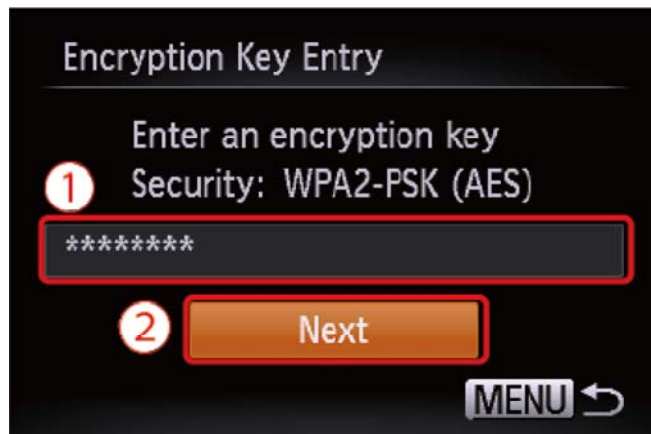 Encryption Key Entry
Enter an encryption key
1 Security: WPA2-PSK (AES)
********
2 Next
MENU